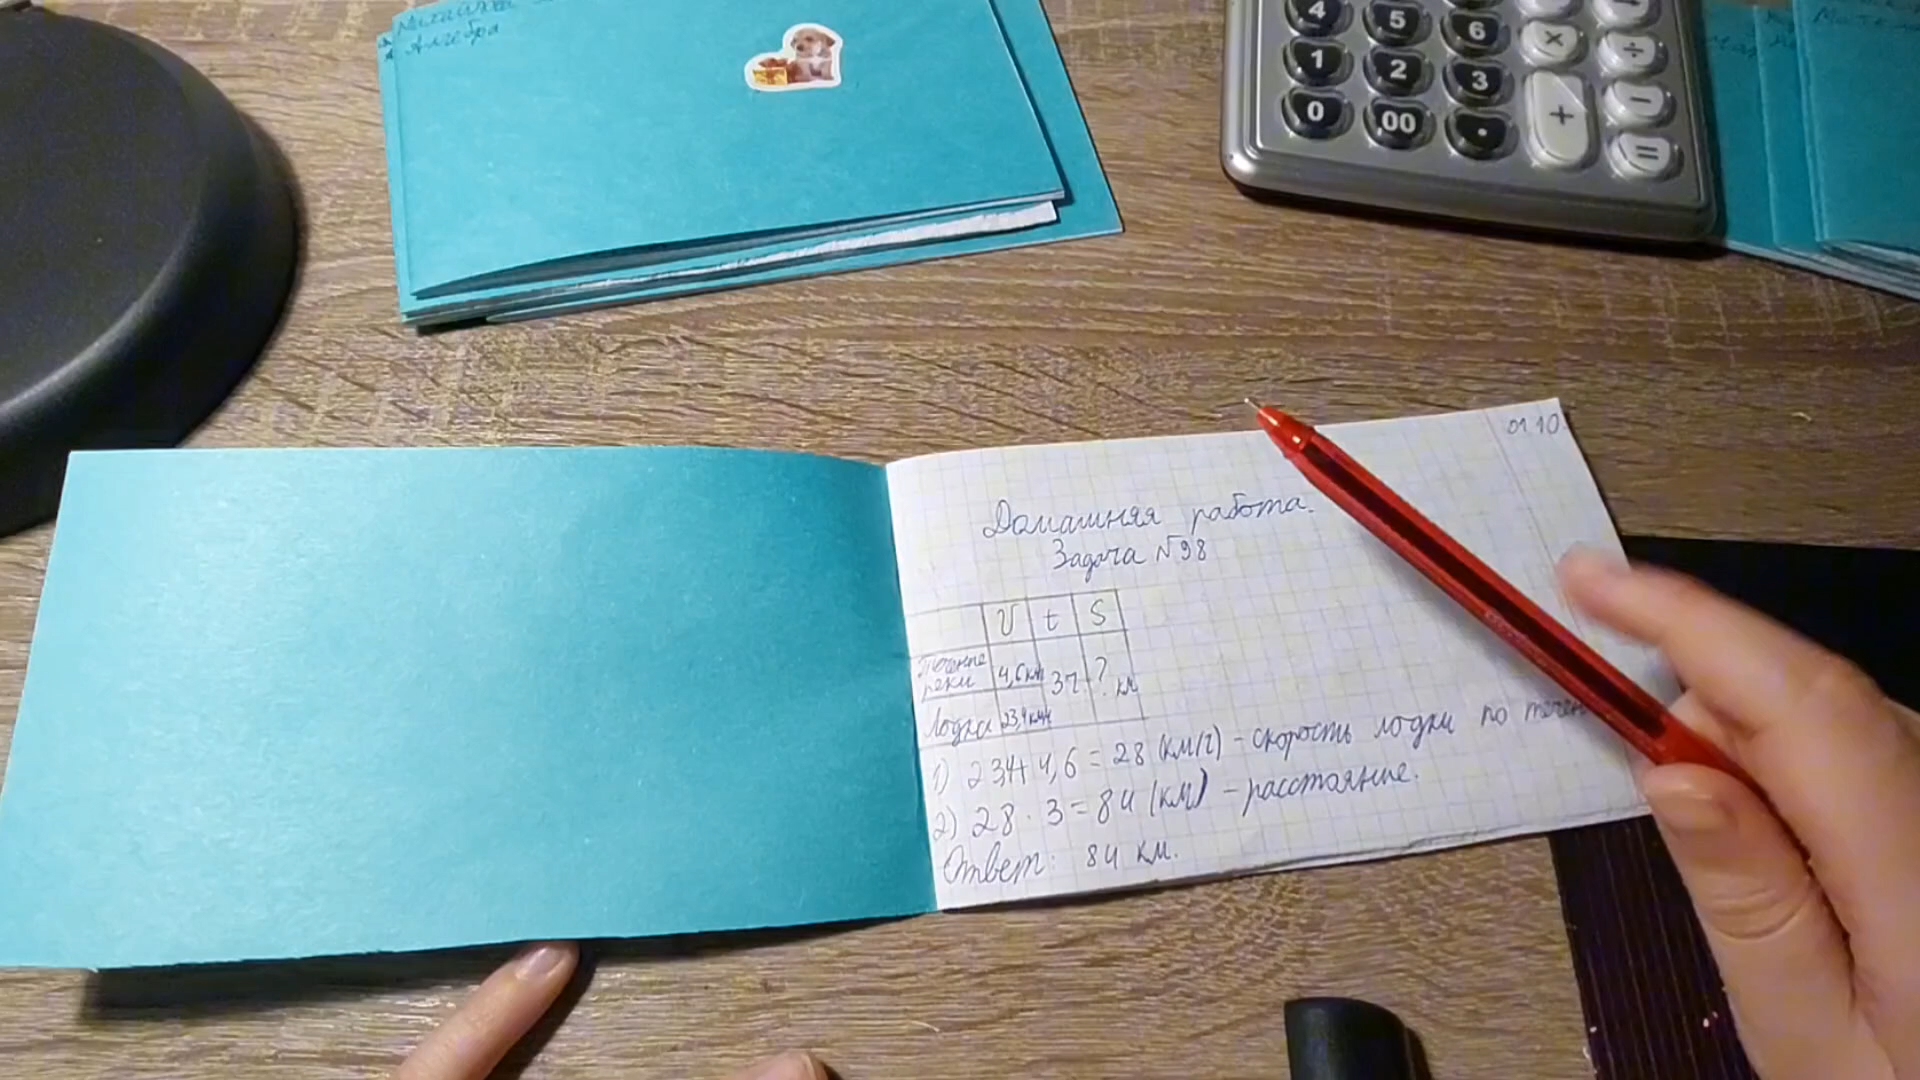 Алгебра
4 5 6 ×
1 2 3 + ÷
0 00 . −
=
01.10
Домашняя работа.
Задача №98
V t S
Течение реки 4,6 км/ч 3ч ? км
Лодка 23,4 км/ч
1) 23,4+4,6=28 (км/ч) - скорость лодки по
2) 28 · 3=84 (км) - расстояние.
Ответ: 84 км.